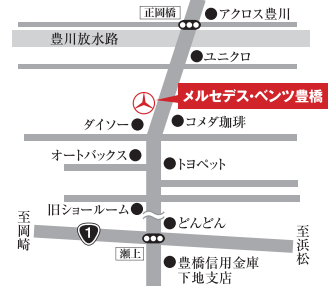 正岡橋
アクロス豊川
豊川放水路
ユニクロ
メルセデス・ベンツ豊橋
ダイソー
コメダ珈琲
オートバックス
トヨペット
旧ショールーム
どんどん
至岡崎
1
瀬上
至浜松
豊橋信用金庫
下地支店